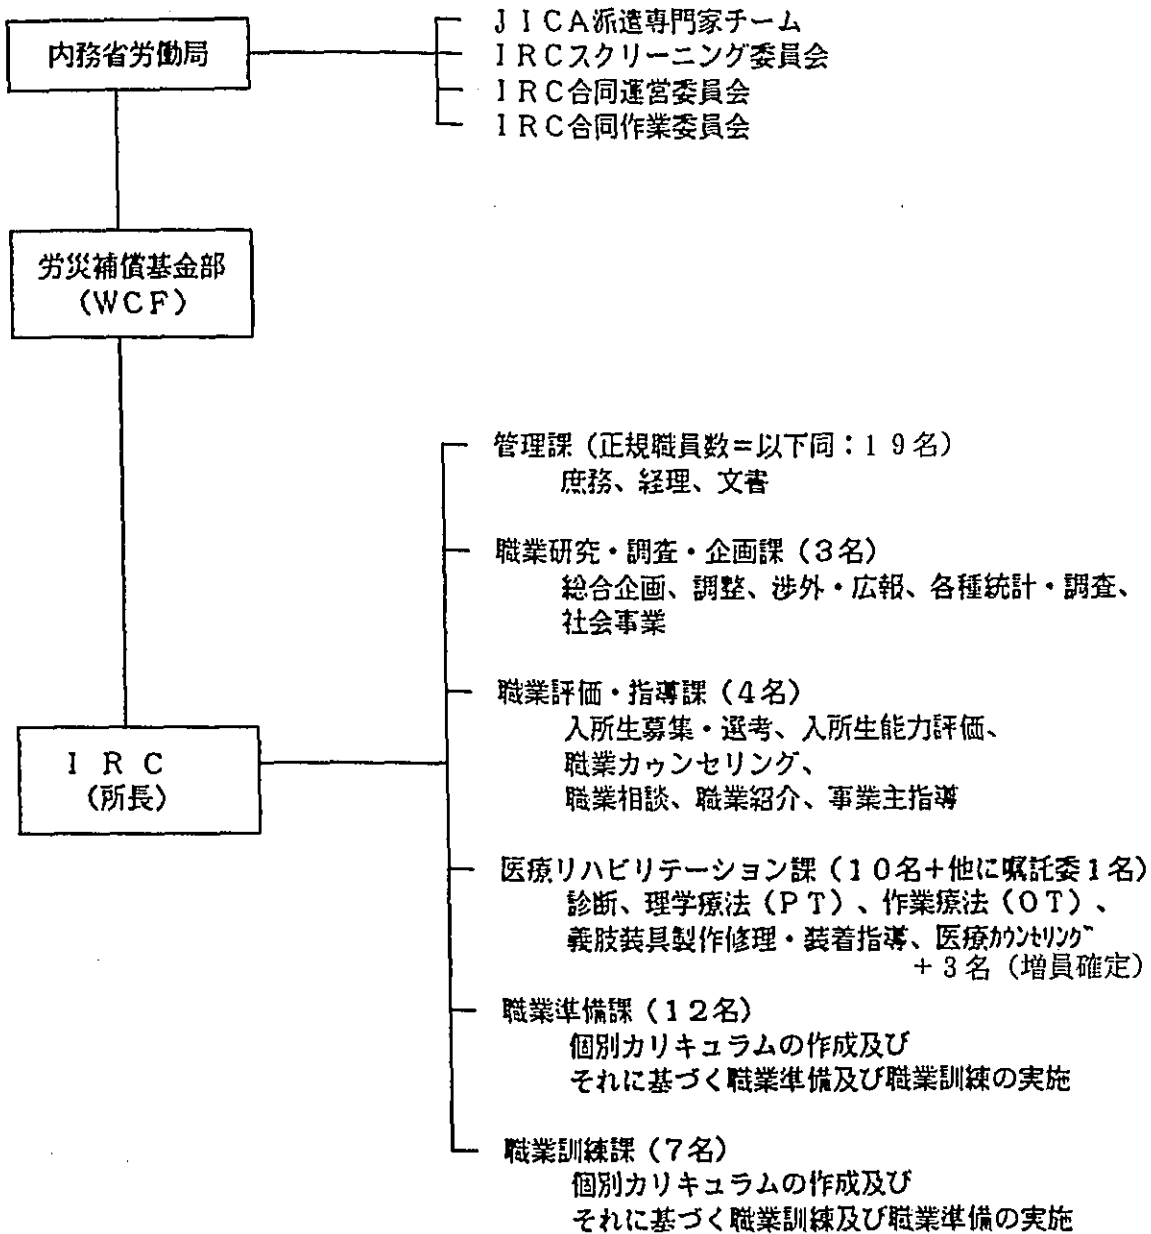 内務省労働局
JICA派遣専門家チーム
IRCスクリーニング委員会
IRC合同運営委員会
IRC合同作業委員会
労災補償基金部
(WCF)
IRC
(所長)
管理課(正規職員数=以下同:19名)
庶務、経理、文書
職業研究・調査・企画課(3名)
総合企画、調整、渉外・広報、各種統計・調査、
社会事業
職業評価・指導課(4名)
入所生募集・選考、入所生能力評価、
職業カゥンセリング、
職業相談、職業紹介、事業主指導
医療リハビリテーション課(10名+他に嘱託委1名)
診断、理学療法(PT)、作業療法(OT)、
義肢装具製作修理・装着指導、医療カウンセリング
+3名(増員確定)
職業準備課(12名)
個別カリキュラムの作成及び
それに基づく職業準備及び職業訓練の実施
職業訓練課(7名)
個別カリキュラムの作成及び
それに基づく職業訓練及び職業準備の実施